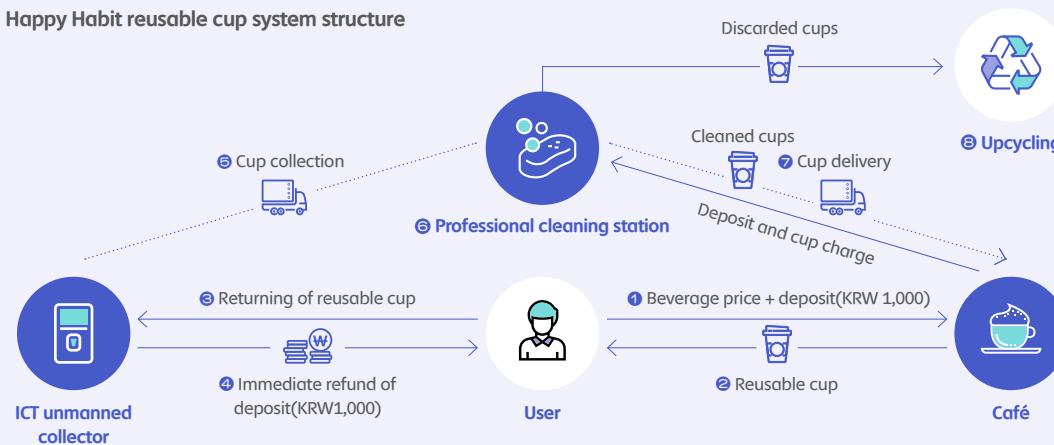 Happy Habit reusable cup system structure
Discarded cups
❽ Upcycling
Cleaned cups
❺ Cup collection
❼ Cup delivery
❻ Professional cleaning station
Deposit and cup charge
❸ Returning of reusable cup
❶ Beverage price + deposit(KRW 1,000)
₩
❹ Immediate refund of
deposit(KRW1,000)
❷ Reusable cup
ICT unmanned
collector
User
Café